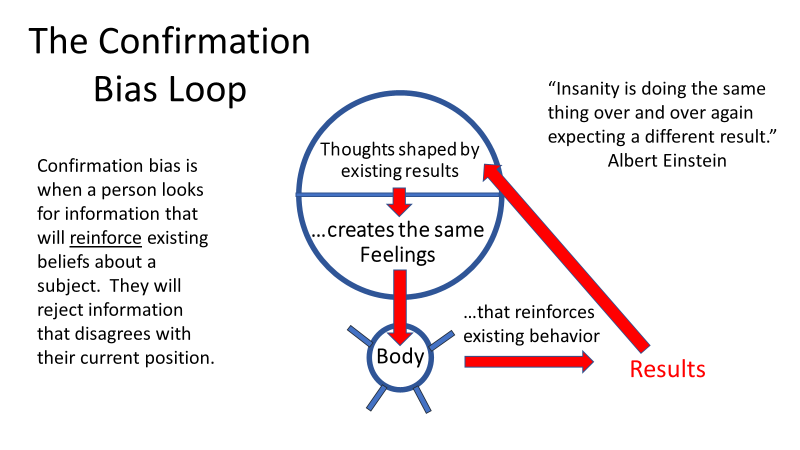 The Confirmation
Bias Loop
Confirmation bias is
when a person looks
for information that
will reinforce existing
beliefs about a
subject.  They will
reject information
that disagrees with
their current position.
“Insanity is doing the same
thing over and over again
expecting a different result.”
Albert Einstein
Thoughts shaped by
existing results
...creates the same
Feelings
Body
...that reinforces
existing behavior
Results